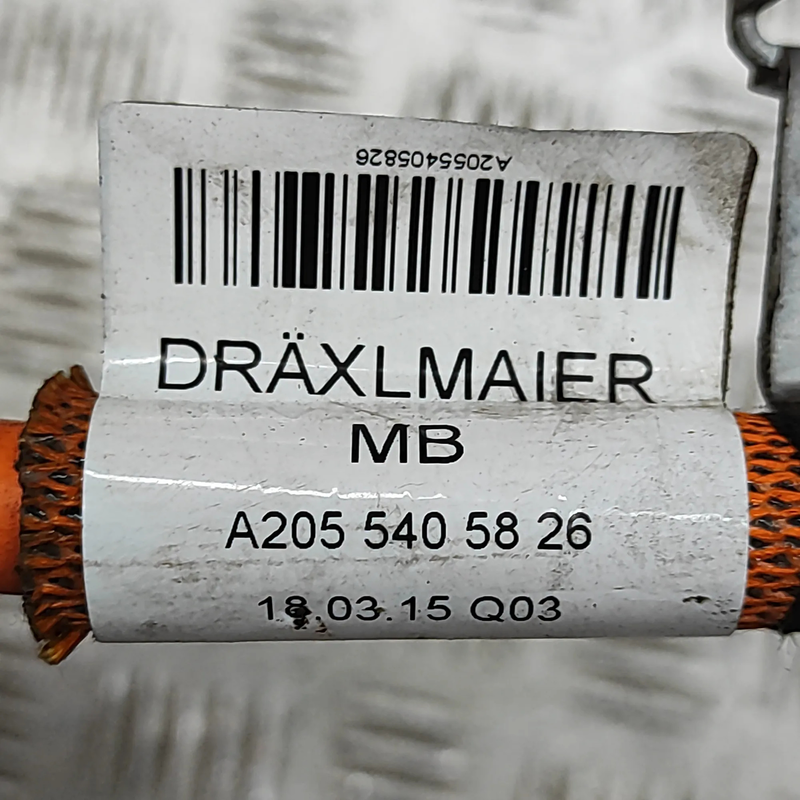 A2055405826
DRÄXLMAIER
MB
A205 540 58 26
18.03.15 Q03